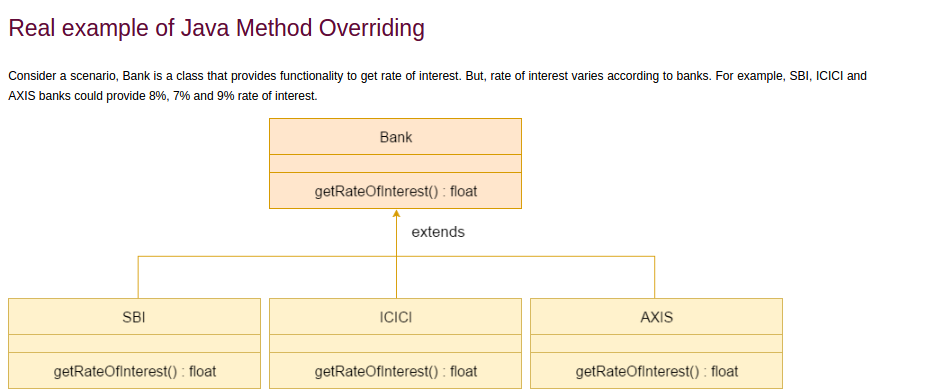 Real example of Java Method Overriding
Consider a scenario, Bank is a class that provides functionality to get rate of interest. But, rate of interest varies according to banks. For example, SBI, ICICI and
AXIS banks could provide 8%, 7% and 9% rate of interest.
Bank
getRateOfInterest() : float
extends
SBI
ICICI
AXIS
getRateOfInterest() : float
getRateOfInterest() : float
getRateOfInterest() : float